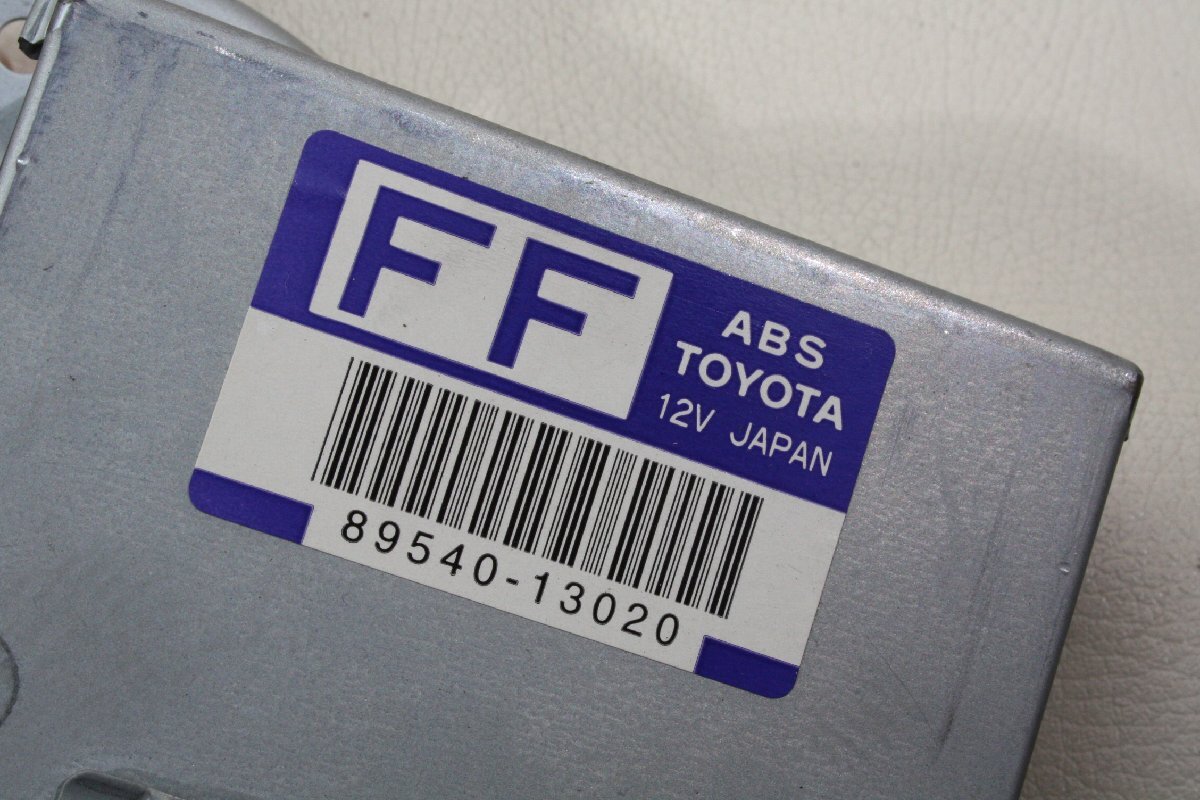 FF
ABS
TOYOTA
12V JAPAN
89540-13020